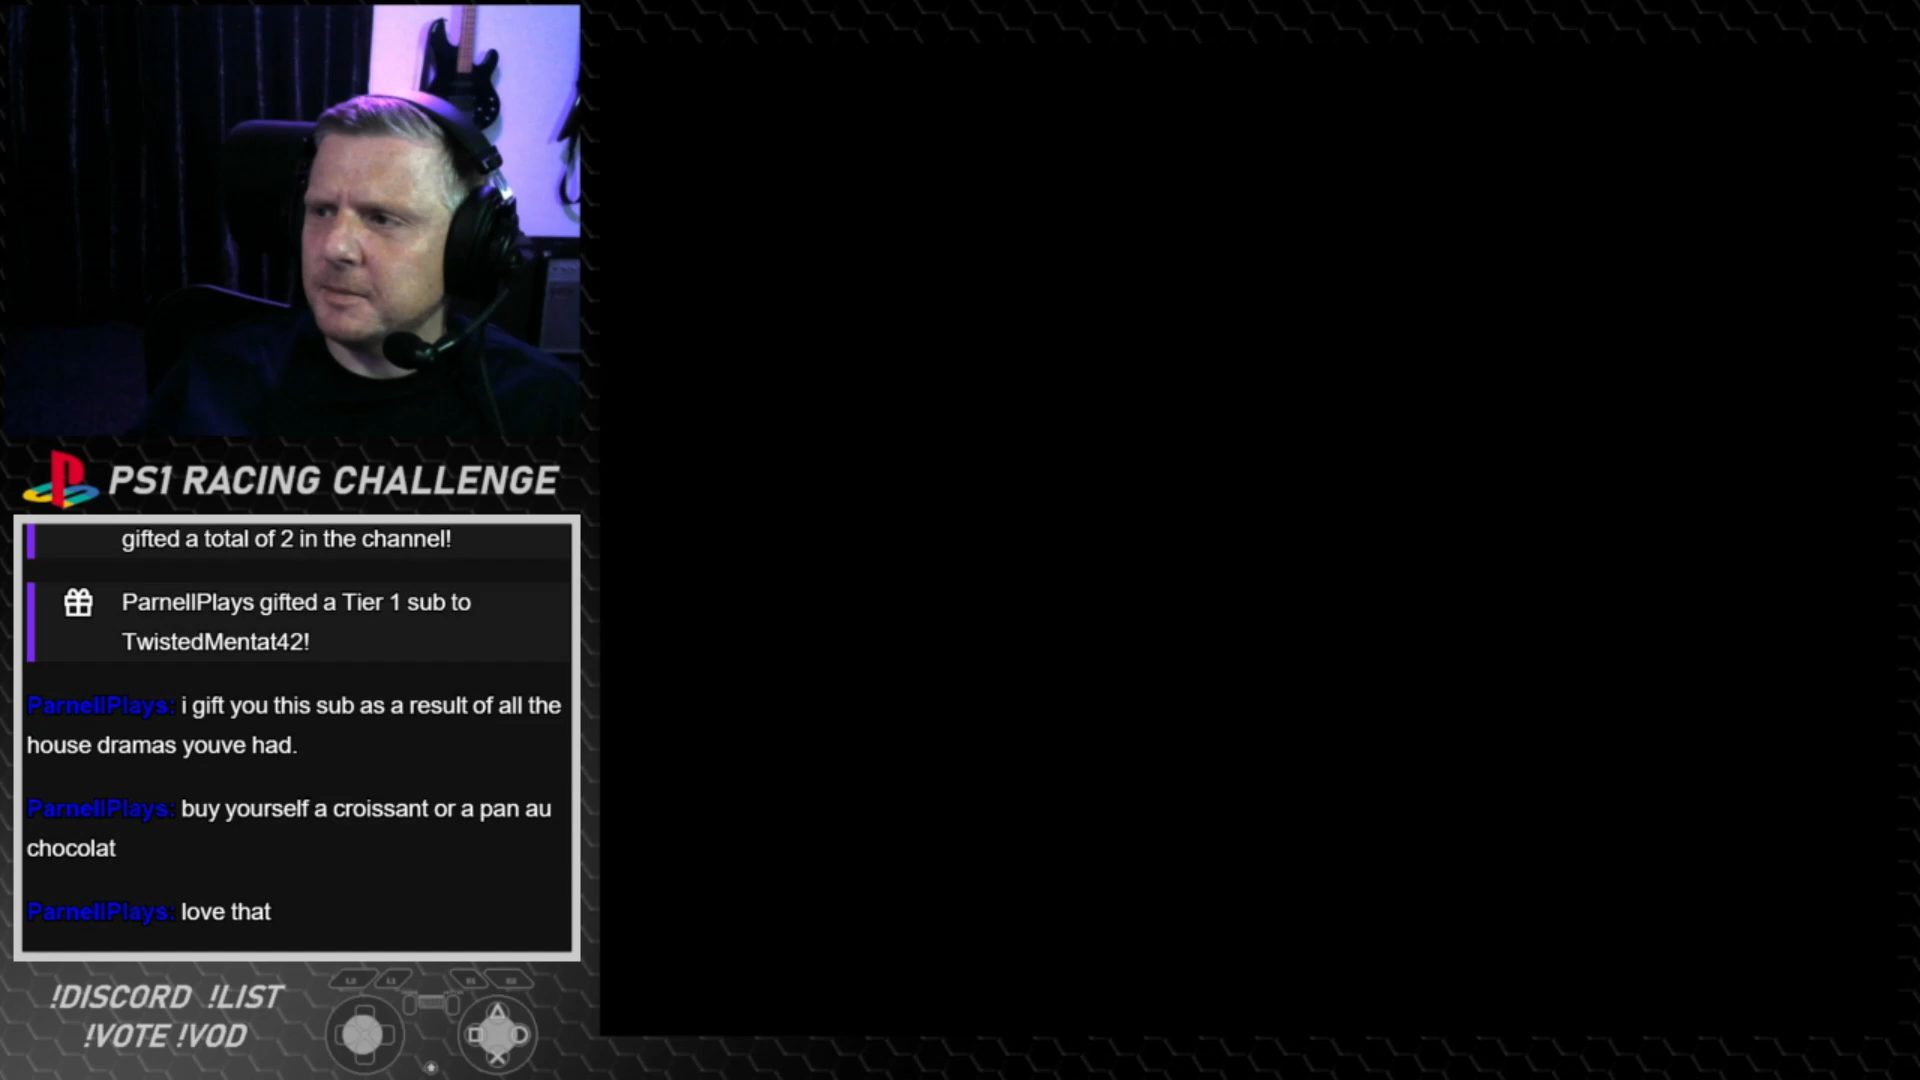 PS1 RACING CHALLENGE
gifted a total of 2 in the channel!
ParnellPlays gifted a Tier 1 sub to
TwistedMentat42!
ParnellPlays: i gift you this sub as a result of all the
house dramas youve had.
ParnellPlays: buy yourself a croissant or a pan au
chocolat
ParnellPlays: love that
!DISCORD !LIST
!VOTE !VOD